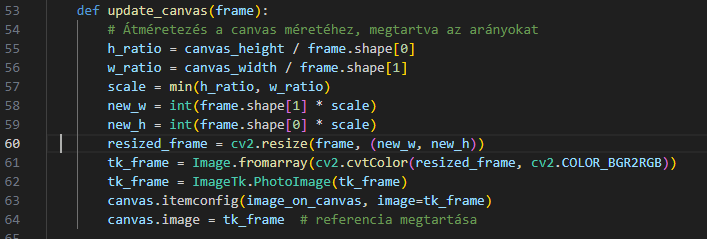 53 def update_canvas(frame):
54 # Átméretezés a canvas méretéhez, megtartva az arányokat
55 h_ratio = canvas_height / frame.shape[0]
56 w_ratio = canvas_width / frame.shape[1]
57 scale = min(h_ratio, w_ratio)
58 new_w = int(frame.shape[1] * scale)
59 new_h = int(frame.shape[0] * scale)
60 resized_frame = cv2.resize(frame, (new_w, new_h))
61 tk_frame = Image.fromarray(cv2.cvtColor(resized_frame, cv2.COLOR_BGR2RGB))
62 tk_frame = ImageTk.PhotoImage(tk_frame)
63 canvas.itemconfig(image_on_canvas, image=tk_frame)
64 canvas.image = tk_frame  # referencia megtartása
65